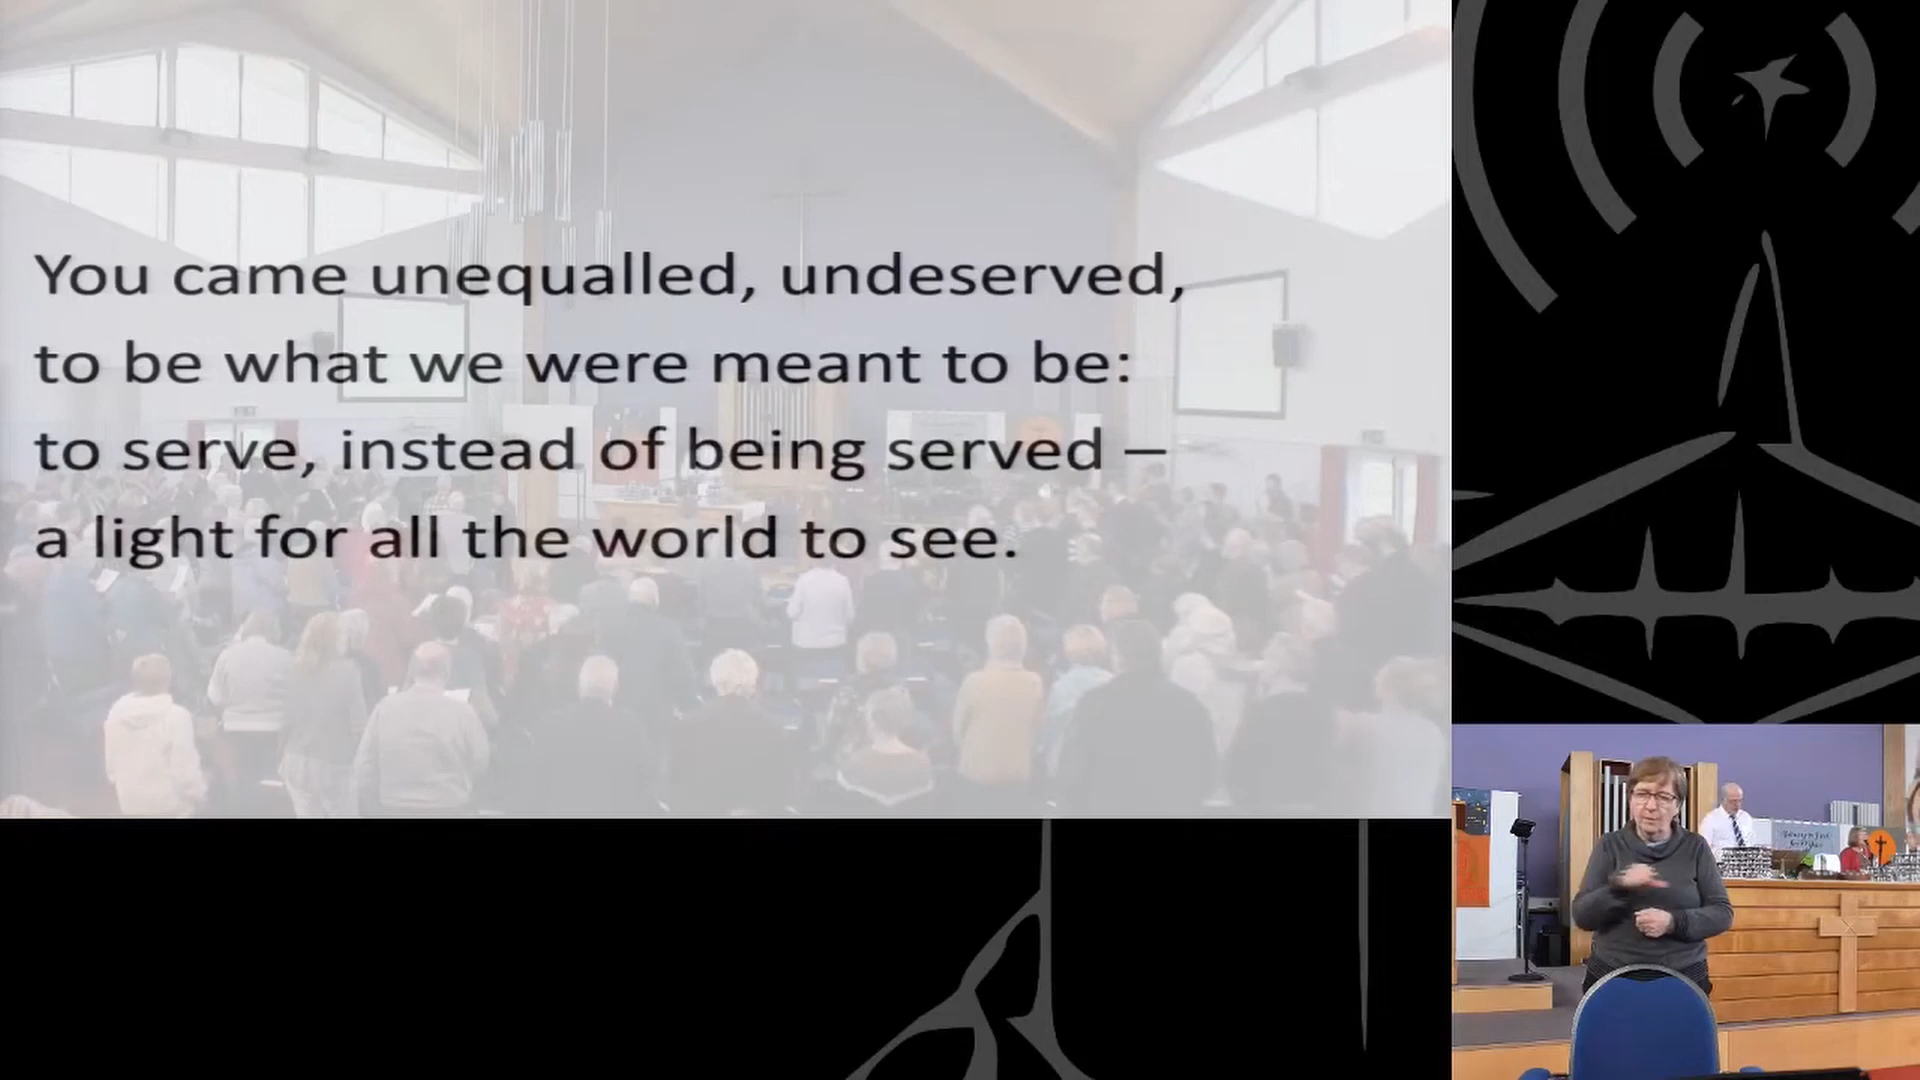 You came unequalled, undeserved,
to be what we were meant to be:
to serve, instead of being served –
a light for all the world to see.